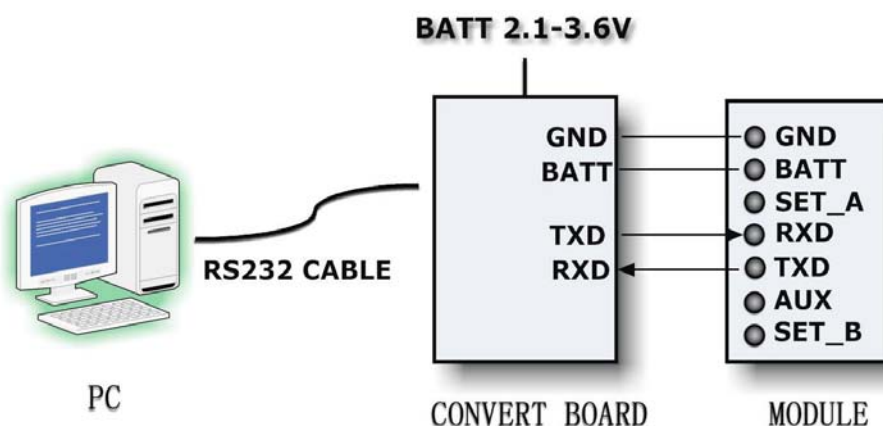 BATT 2.1-3.6V
GND
BATT
TXD
RXD
GND
BATT
SET_A
RXD
TXD
AUX
SET_B
RS232 CABLE
PC
CONVERT BOARD
MODULE